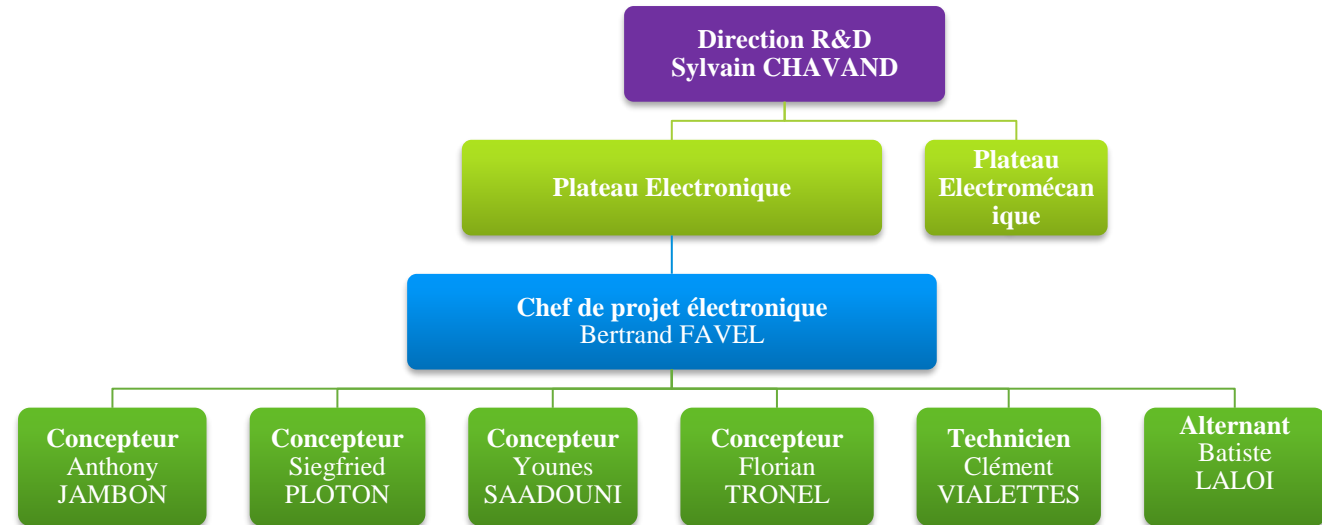 Direction R&D
Sylvain CHAVAND
Plateau Electronique
Plateau
Electromécan
ique
Chef de projet électronique
Bertrand FAVEL
Concepteur
Anthony
JAMBON
Concepteur
Siegfried
PLOTON
Concepteur
Younes
SAADOUNI
Concepteur
Florian
TRONEL
Technicien
Clément
VIALETTES
Alternant
Batiste
LALOI